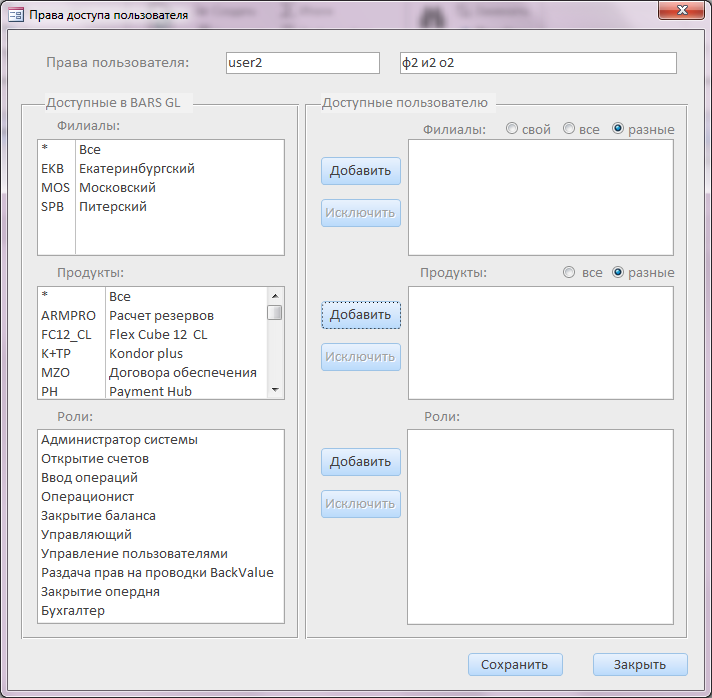 Права доступа пользователя
Права пользователя: user2 ф2 и2 о2
Доступные в BARS GL
Доступные пользователю
Филиалы:
* Все
EKB Екатеринбургский
MOS Московский
SPB Питерский
Филиалы: свой все разные
Добавить
Исключить
Продукты:
* Все
ARMPRO Расчет резервов
FC12_CL Flex Cube 12 CL
K+TP Kondor plus
MZO Договора обеспечения
PH Payment Hub
Продукты: все разные
Добавить
Исключить
Роли:
Администратор системы
Открытие счетов
Ввод операций
Операционист
Закрытие баланса
Управляющий
Управление пользователями
Раздача прав на проводки BackValue
Закрытие опердня
Бухгалтер
Роли:
Добавить
Исключить
Сохранить
Закрыть